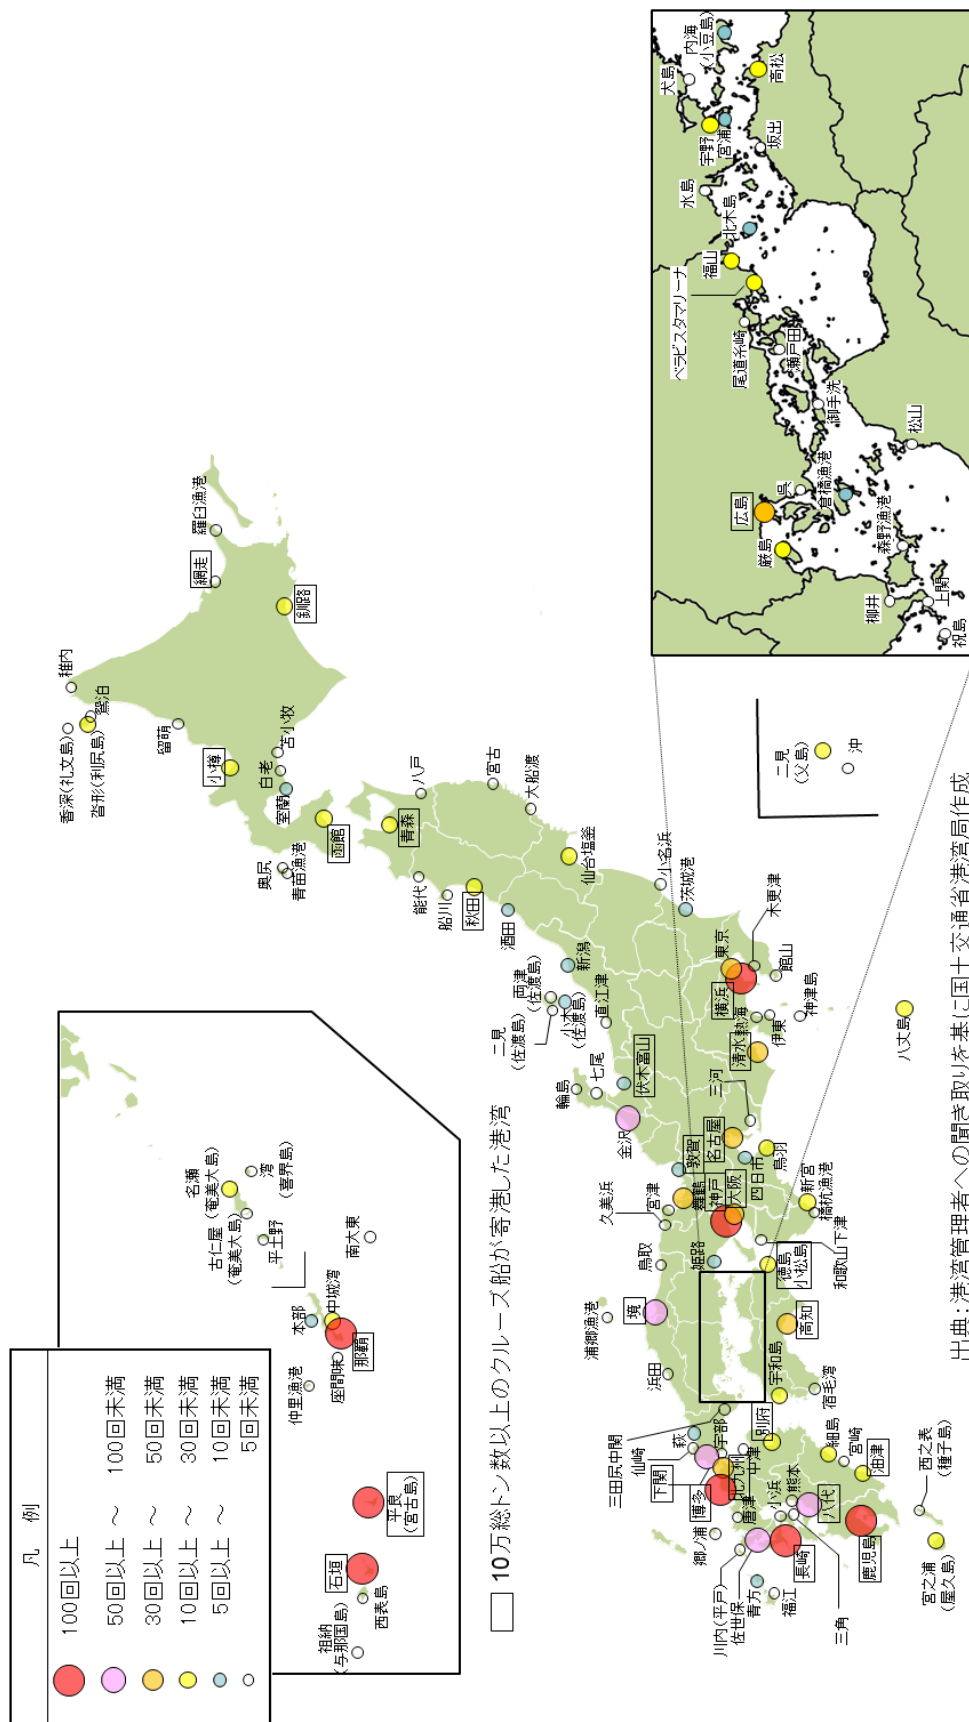 凡　例
100回以上
50回以上 ～ 100回未満
30回以上 ～ 50回未満
10回以上 ～ 30回未満
5回以上 ～ 10回未満
5回未満
10万総トン数以上のクルーズ船が寄港した港湾
名瀬
(奄美大島)
湾
(喜界島)
古仁屋
(奄美大島)
平土野
南大東
本部
中城湾
那覇
座間味
仲里漁港
平良
(宮古島)
石垣
西表島
祖納
(与那国島)
稚内
香深(礼文島)
鴛泊
沓形(利尻島)
留萌
羅臼漁港
網走
釧路
小樽
苫小牧
白老
室蘭
函館
奥尻
青苗漁港
青森
八戸
宮古
大船渡
能代
船川
秋田
酒田
仙台塩釜
小名浜
茨城港
新潟
両津
(佐渡島)
小木
(佐渡島)
二見
(佐渡島)
直江津
七尾
輪島
伏木富山
金沢
木更津
東京
横浜
館山
熱海
伊東
神津島
清水
八丈島
二見
(父島)
沖
三河
名古屋
四日市
鳥羽
敦賀
舞鶴
宮津
久美浜
神戸
大阪
新宮
橋杭漁港
和歌山下津
姫路
徳島
小松島
鳥取
境
浦郷漁港
浜田
高知
宇和島
宿毛湾
萩
仙崎
三田尻中関
宇部
下関
北九州
中津
別府
博多
唐津
郷ノ浦
川内(平戸)
佐世保
青方
福江
長崎
小浜
熊本
三角
八代
細島
宮崎
油津
鹿児島
西之表
(種子島)
宮之浦
(屋久島)
内海
(小豆島)
高松
犬島
宇野
宮浦
坂出
水島
北木島
福山
ベラビスタマリーナ
尾道糸崎
瀬戸田
御手洗
松山
呉
倉橋漁港
広島
厳島
森野漁港
柳井
上関
祝島
出典：港湾管理者への聞き取りを基に国土交通省港湾局作成